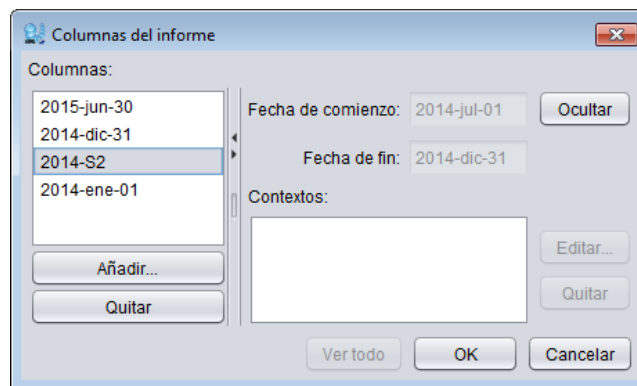 Columnas del informe
Columnas:
2015-jun-30
2014-dic-31
2014-S2
2014-ene-01
Añadir...
Quitar
Fecha de comienzo: 2014-jul-01 Ocultar
Fecha de fin: 2014-dic-31
Contextos:
Editar...
Quitar
Ver todo OK Cancelar